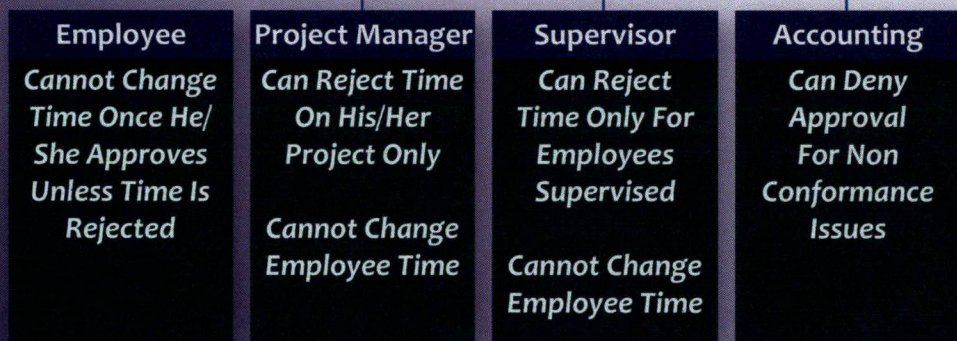 Employee
Cannot Change
Time Once He/
She Approves
Unless Time Is
Rejected
Project Manager
Can Reject Time
On His/Her
Project Only
Cannot Change
Employee Time
Supervisor
Can Reject
Time Only For
Employees
Supervised
Cannot Change
Employee Time
Accounting
Can Deny
Approval
For Non
Conformance
Issues